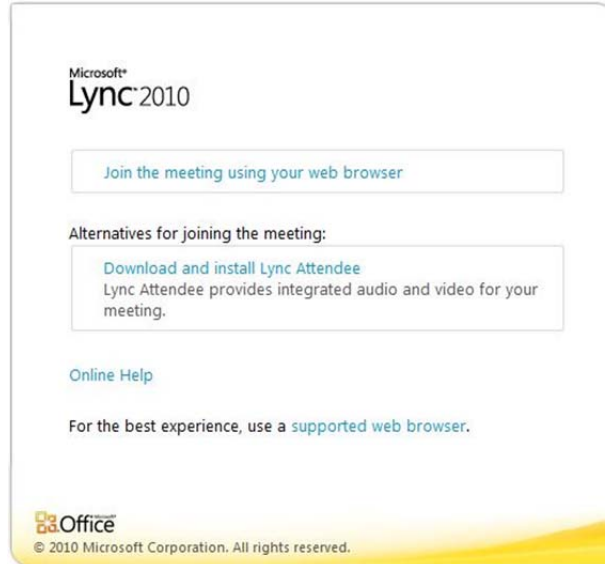 Microsoft®
Lync™ 2010
Join the meeting using your web browser
Alternatives for joining the meeting:
Download and install Lync Attendee
Lync Attendee provides integrated audio and video for your
meeting.
Online Help
For the best experience, use a supported web browser.
Microsoft®
Office
© 2010 Microsoft Corporation. All rights reserved.